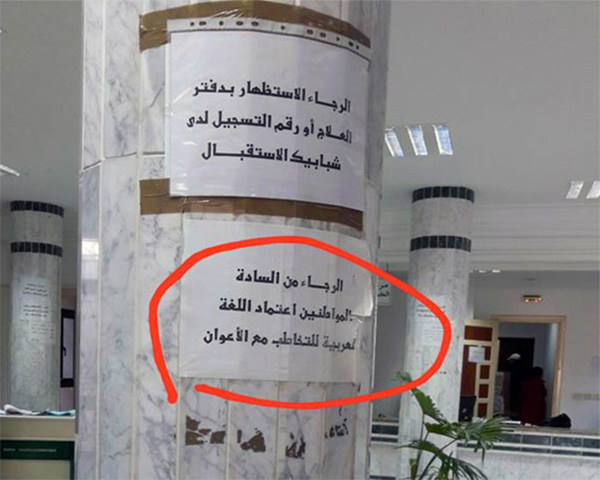 الرجاء الاستظهار بدفتر
العلاج أو رقم التسجيل لدى
شبابيك الاستقبال
الرجاء من السادة
المواطنين اعتماد اللغة
لعربية للتخاطب مع الأعوان